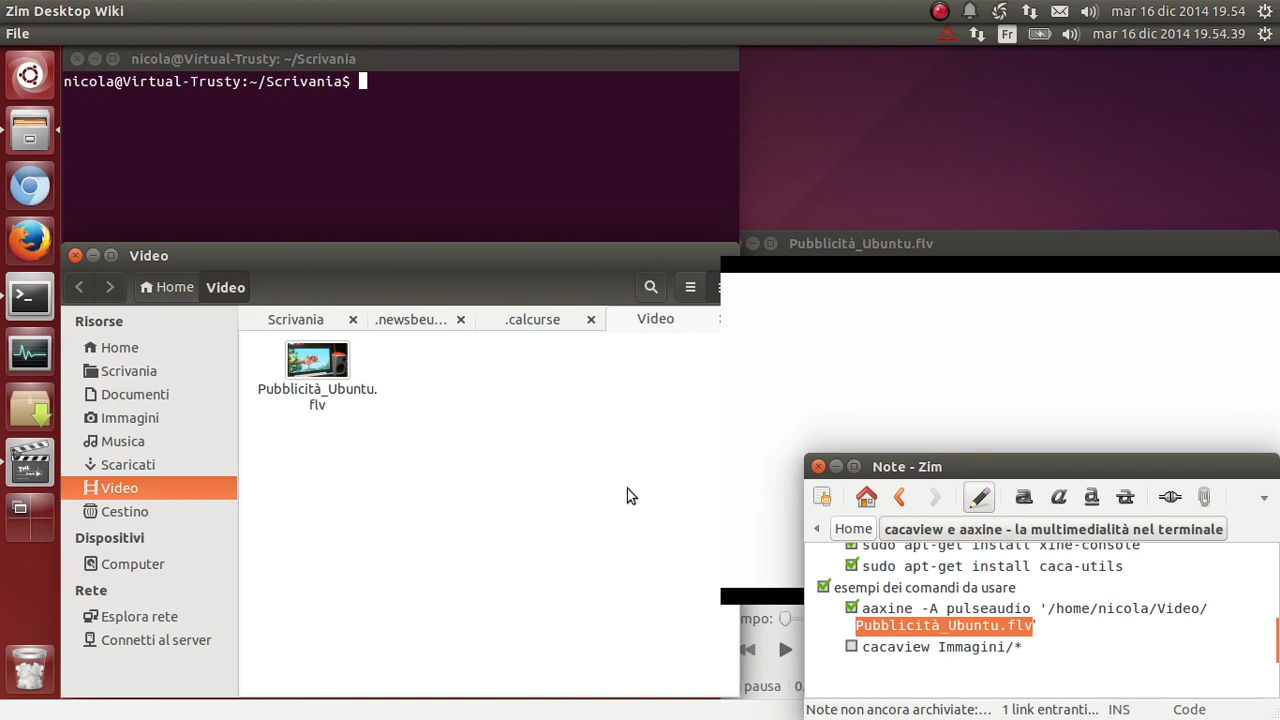 Zim Desktop Wiki
mar 16 dic 2014 19.54
File
Fr
mar 16 dic 2014 19.54.39
nicola@Virtual-Trusty: ~/Scrivania
nicola@Virtual-Trusty:~/Scrivania$
Video
Home
Video
Risorse
Home
Scrivania
Documenti
Immagini
Musica
Scaricati
Video
Cestino
Dispositivi
Computer
Rete
Esplora rete
Connetti al server
Scrivania
.newsbeu...
.calcurse
Video
Pubblicità_Ubuntu.
flv
Pubblicità_Ubuntu.flv
mpo:
pausa
0.
Note - Zim
Home
cacaview e aaxine - la multimedialità nel terminale
sudo apt-get install xine-console
sudo apt-get install caca-utils
esempi dei comandi da usare
aaxine -A pulseaudio '/home/nicola/Video/
Pubblicità_Ubuntu.flv'
cacaview Immagini/*
Note non ancora archiviate:...
1 link entranti...
INS
Code